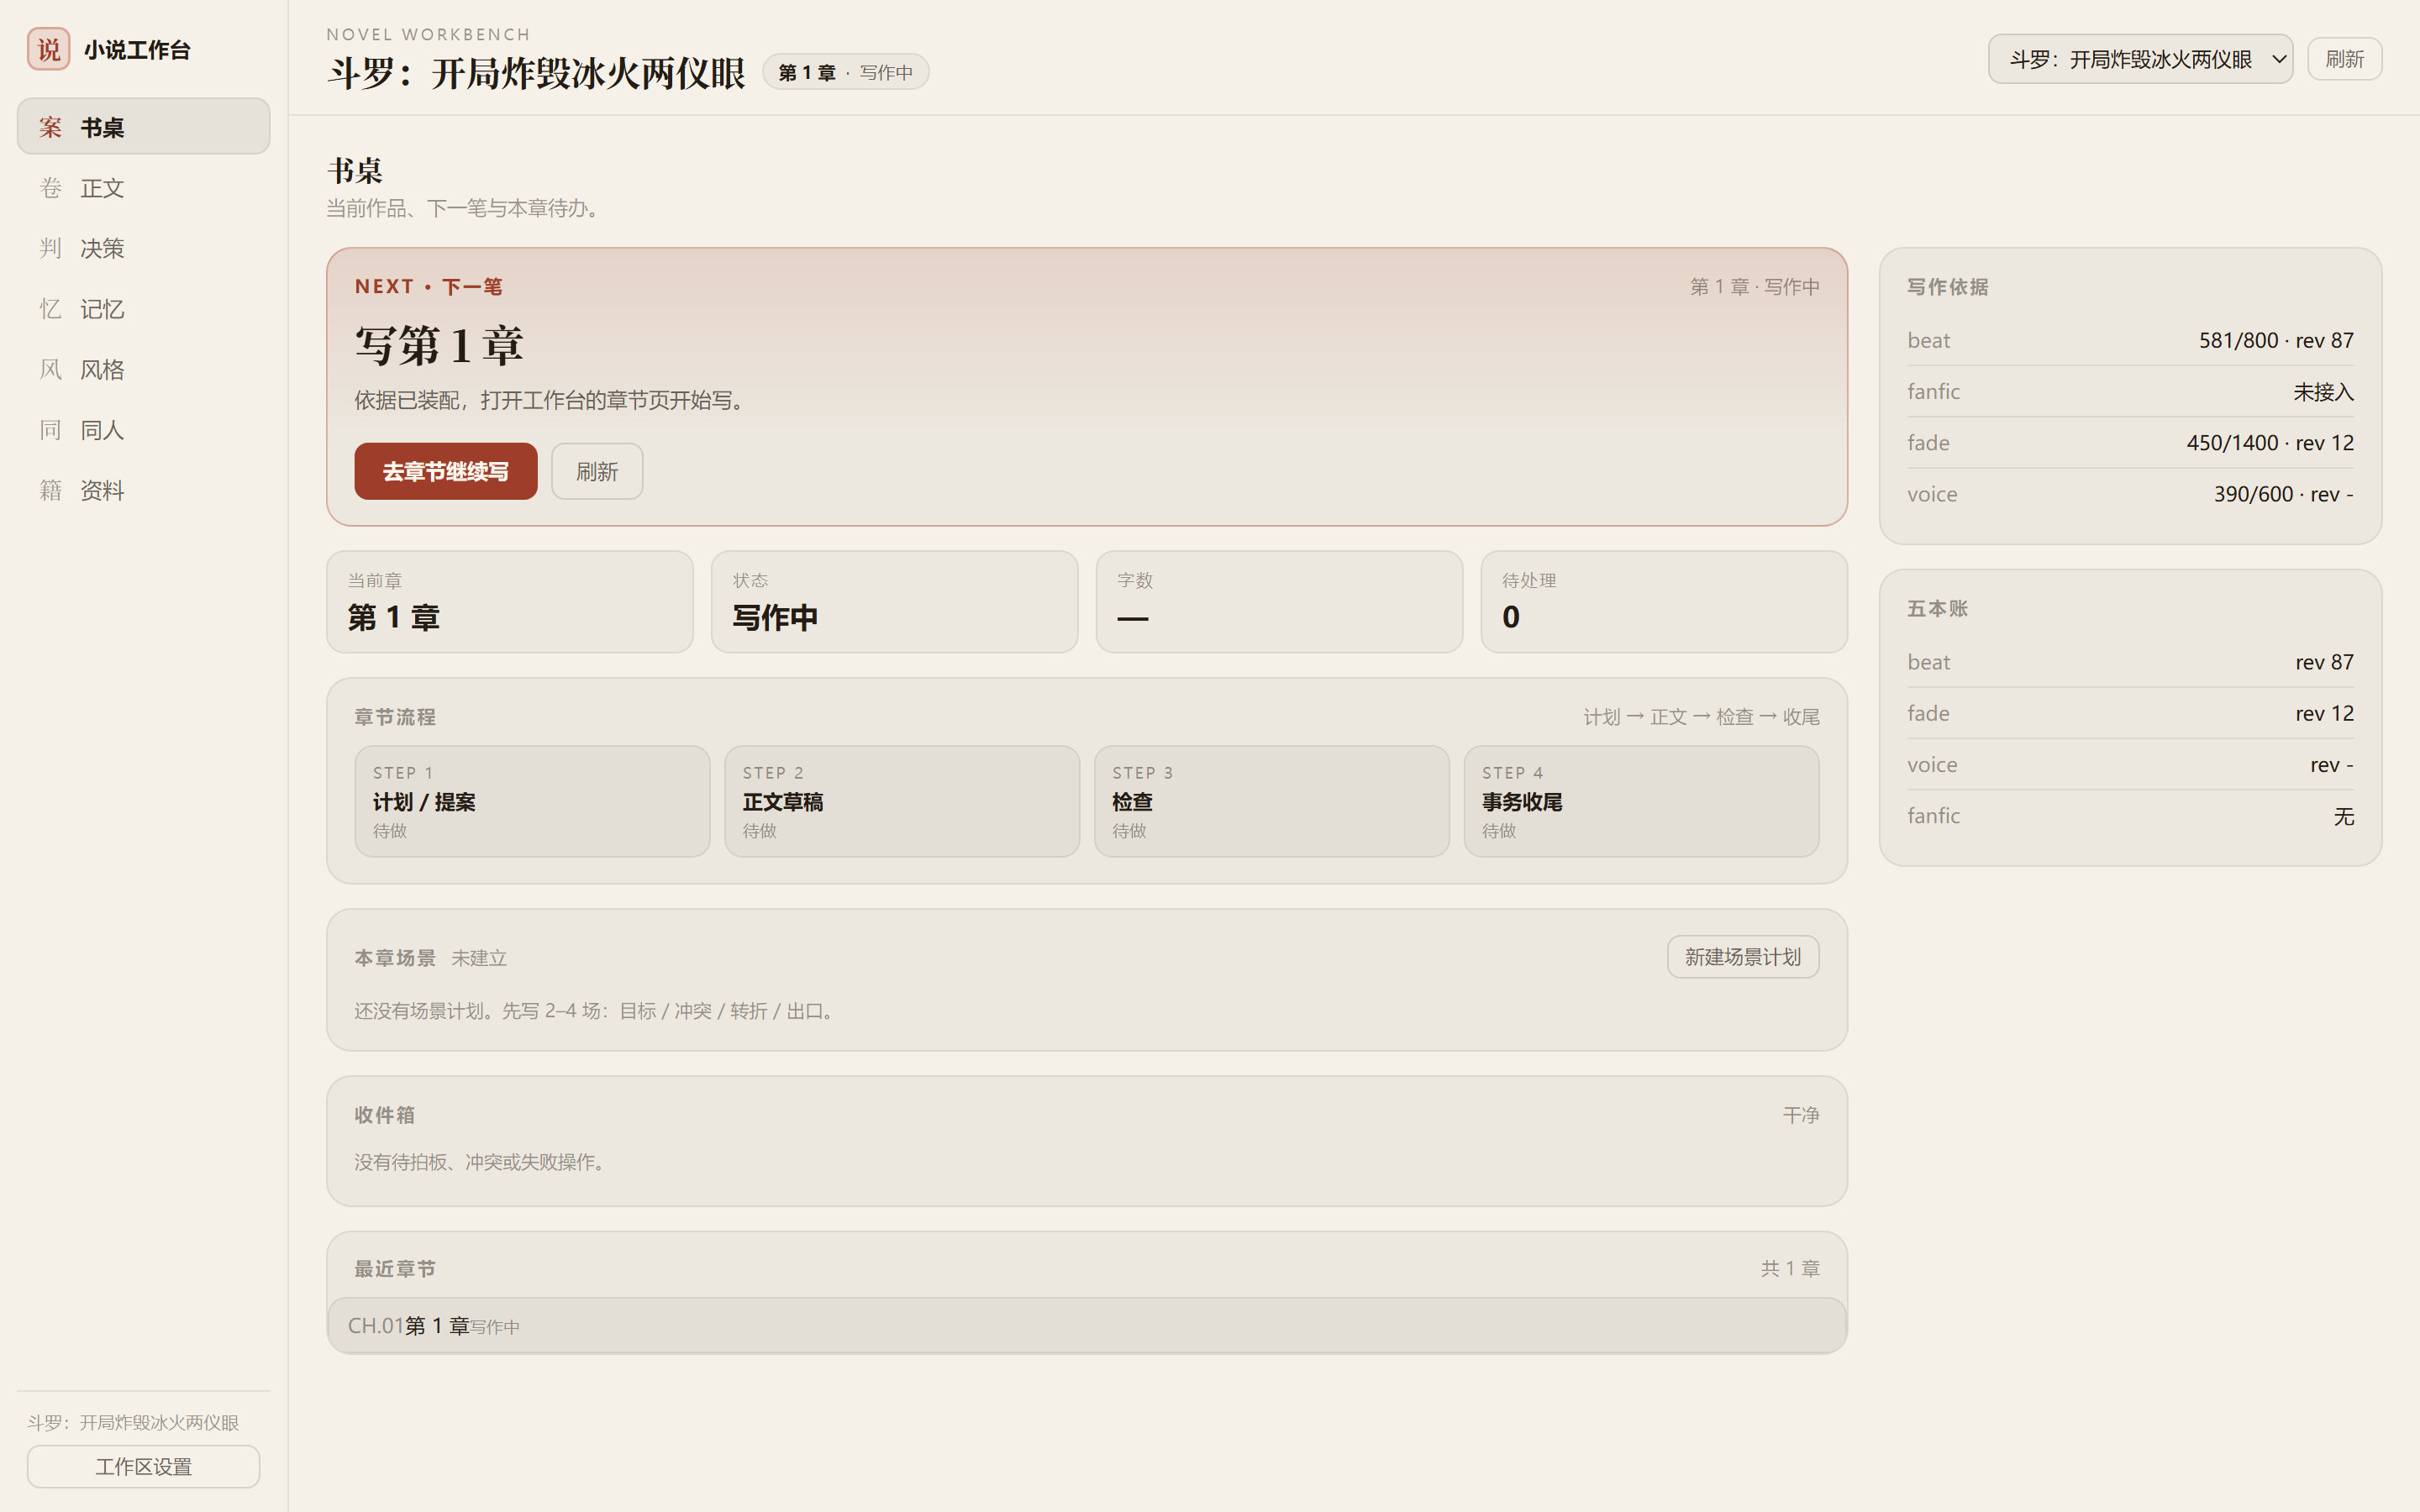 说 小说工作台
案 书桌
卷 正文
判 决策
忆 记忆
风 风格
同 同人
籍 资料
斗罗：开局炸毁冰火两仪眼
工作区设置
NOVEL WORKBENCH
斗罗：开局炸毁冰火两仪眼 第 1 章 · 写作中
斗罗：开局炸毁冰火两仪眼 刷新
书桌
当前作品、下一笔与本章待办。
NEXT • 下一笔 第 1 章 · 写作中
写第 1 章
依据已装配，打开工作台的章节页开始写。
去章节继续写 刷新
当前章 状态 字数 待处理
第 1 章 写作中 — 0
章节流程 计划 → 正文 → 检查 → 收尾
STEP 1 STEP 2 STEP 3 STEP 4
计划 / 提案 正文草稿 检查 事务收尾
待做 待做 待做 待做
本章场景 未建立 新建场景计划
还没有场景计划。先写 2–4 场：目标 / 冲突 / 转折 / 出口。
收件箱 干净
没有待拍板、冲突或失败操作。
最近章节 共 1 章
CH.01第 1 章写作中
写作依据
beat 581/800 · rev 87
fanfic 未接入
fade 450/1400 · rev 12
voice 390/600 · rev -
五本账
beat rev 87
fade rev 12
voice rev -
fanfic 无